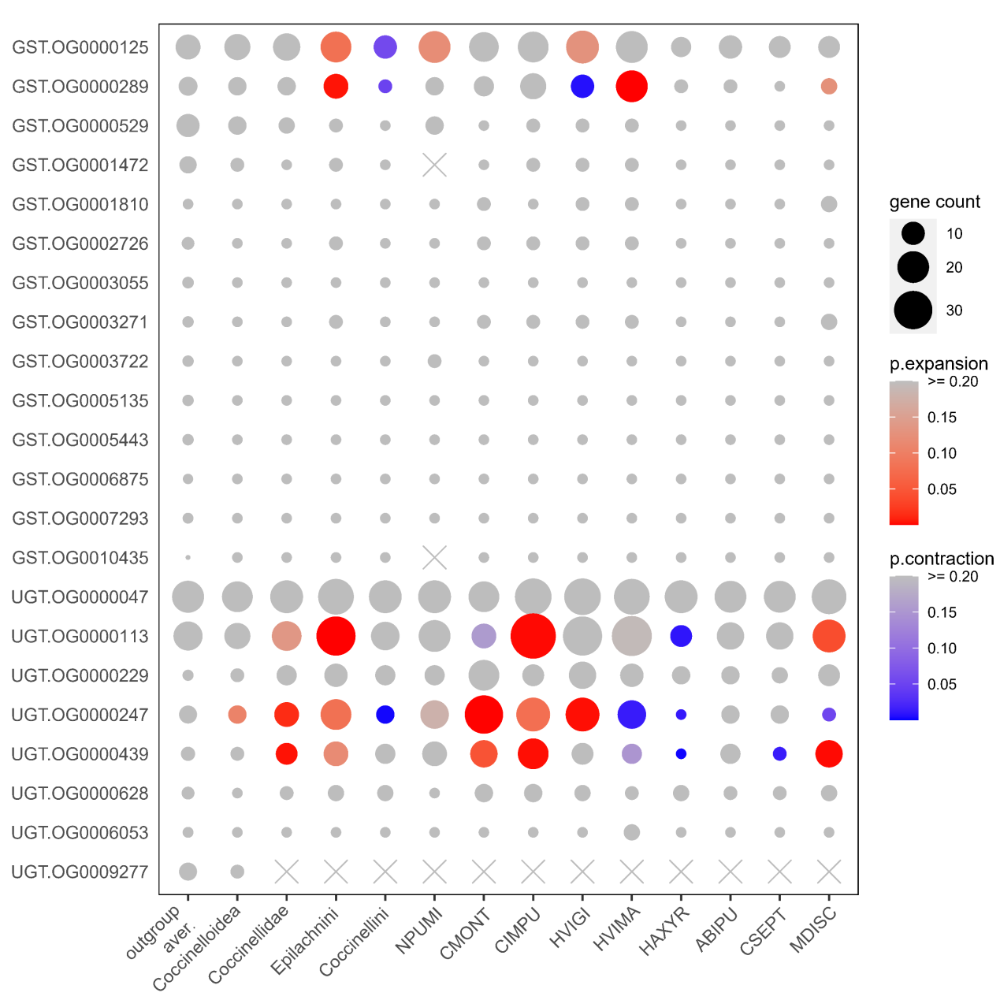 GST.OG0000125
GST.OG0000289
GST.OG0000529
GST.OG0001472
GST.OG0001810
GST.OG0002726
GST.OG0003055
GST.OG0003271
GST.OG0003722
GST.OG0005135
GST.OG0005443
GST.OG0006875
GST.OG0007293
GST.OG0010435
UGT.OG0000047
UGT.OG0000113
UGT.OG0000229
UGT.OG0000247
UGT.OG0000439
UGT.OG0000628
UGT.OG0006053
UGT.OG0009277
outgroup
aver.
Coccinelloidea
Coccinellidae
Epilachnini
Coccinellini
NPUMI
CMONT
CIMPU
HVIGI
HVIMA
HAXYR
ABIPU
CSEPT
MDISC
gene count
10
20
30
p.expansion
>= 0.20
0.15
0.10
0.05
p.contraction
>= 0.20
0.15
0.10
0.05